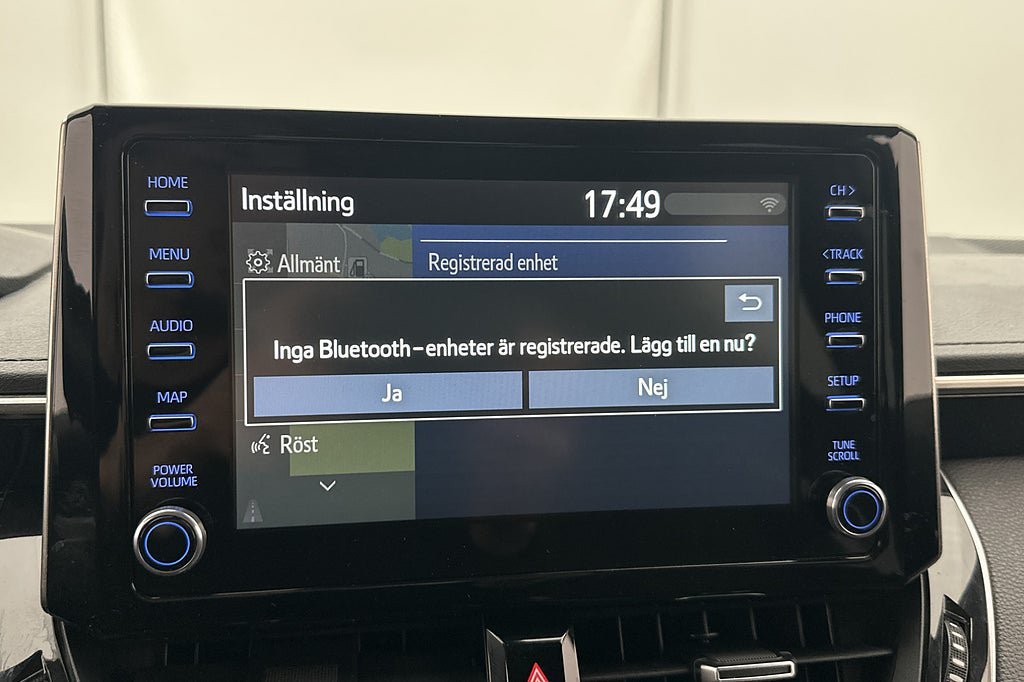 HOME
MENU
AUDIO
MAP
POWER
VOLUME
Inställning
17:49
Allmänt
Registrerad enhet
Inga Bluetooth-enheter är registrerade. Lägg till en nu?
Ja
Nej
Röst
CH>
<TRACK
PHONE
SETUP
TUNE
SCROLL